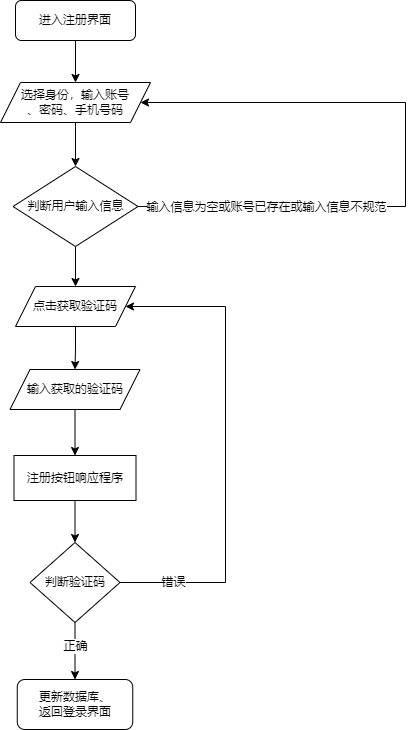 进入注册界面
选择身份，输入账号
、密码、手机号码
判断用户输入信息
输入信息为空或账号已存在或输入信息不规范
点击获取验证码
输入获取的验证码
注册按钮响应程序
判断验证码
错误
正确
更新数据库、
返回登录界面